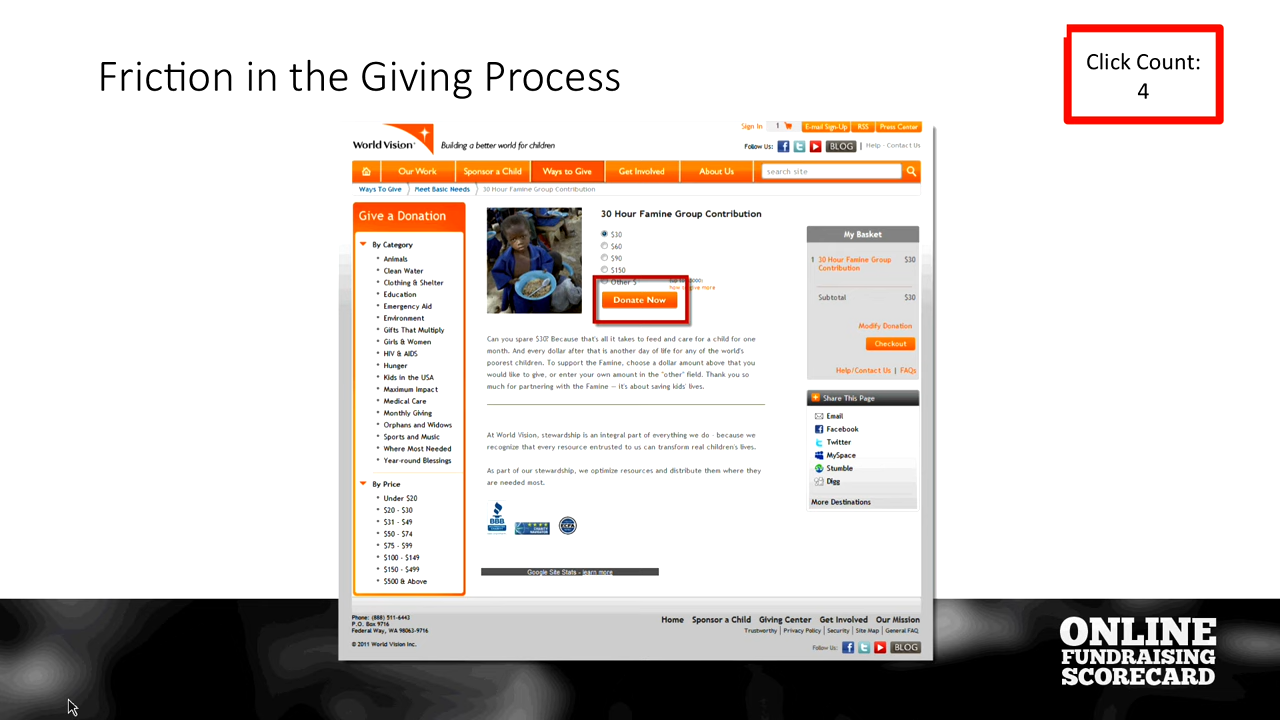 Friction in the Giving Process
Click Count:
4
World Vision
Building a better world for children
Sign In
1
E-mail Sign-Up
RSS
Press Center
Follow Us:
BLOG
| Help · Contact Us
Our Work
Sponsor a Child
Ways to Give
Get Involved
About Us
search site
Ways To Give
Meet Basic Needs
30 Hour Famine Group Contribution
Give a Donation
By Category
Animals
Clean Water
Clothing & Shelter
Education
Emergency Aid
Environment
Gifts That Multiply
Girls & Women
HIV & AIDS
Hunger
Kids in the USA
Maximum Impact
Medical Care
Monthly Giving
Orphans and Widows
Sports and Music
Where Most Needed
Year-round Blessings
By Price
Under $20
$20 - $30
$31 - $49
$50 - $74
$75 - $99
$100 - $149
$150 - $499
$500 & Above
30 Hour Famine Group Contribution
$30
$60
$90
$150
Other $
how to give more
Donate Now
Can you spare $30? Because that's all it takes to feed and care for a child for one
month. And every dollar after that is another day of life for any of the world's
poorest children. To support the Famine, choose a dollar amount above that you
would like to give, or enter your own amount in the "other" field. Thank you so
much for partnering with the Famine — it's about saving kids' lives.
At World Vision, stewardship is an integral part of everything we do - because we
recognize that every resource entrusted to us can transform real children's lives.
As part of our stewardship, we optimize resources and distribute them where they
are needed most.
BBB
Google Site Stats - learn more
My Basket
1 30 Hour Famine Group $30
Contribution
Subtotal $30
Modify Donation
Checkout
Help/Contact Us | FAQs
Share This Page
Email
Facebook
Twitter
MySpace
Stumble
Digg
More Destinations
Phone: (888) 511-6443
P.O. Box 9716
Federal Way, WA 98063-9716
© 2011 World Vision Inc.
Home Sponsor a Child Giving Center Get Involved Our Mission
Trustworthy | Privacy Policy | Security | Site Map | General FAQ
Follow Us:
BLOG
ONLINE
FUNDRAISING
SCORECARD